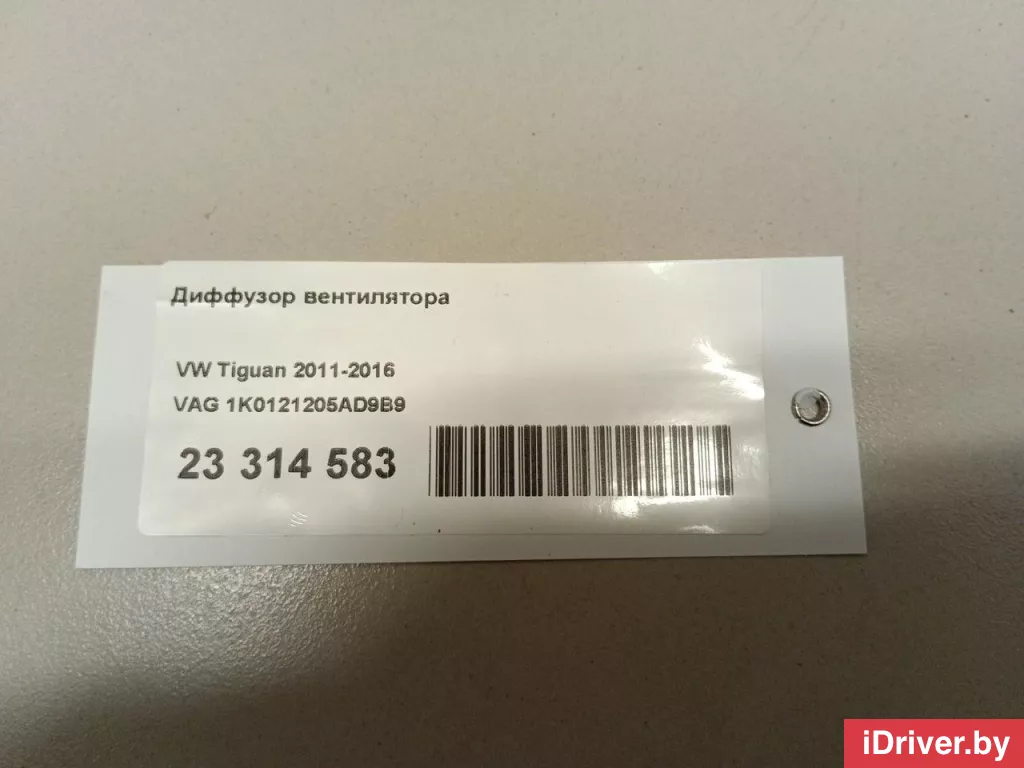 Диффузор вентилятора
VW Tiguan 2011-2016
VAG 1K0121205AD9B9
23 314 583
iDriver.by